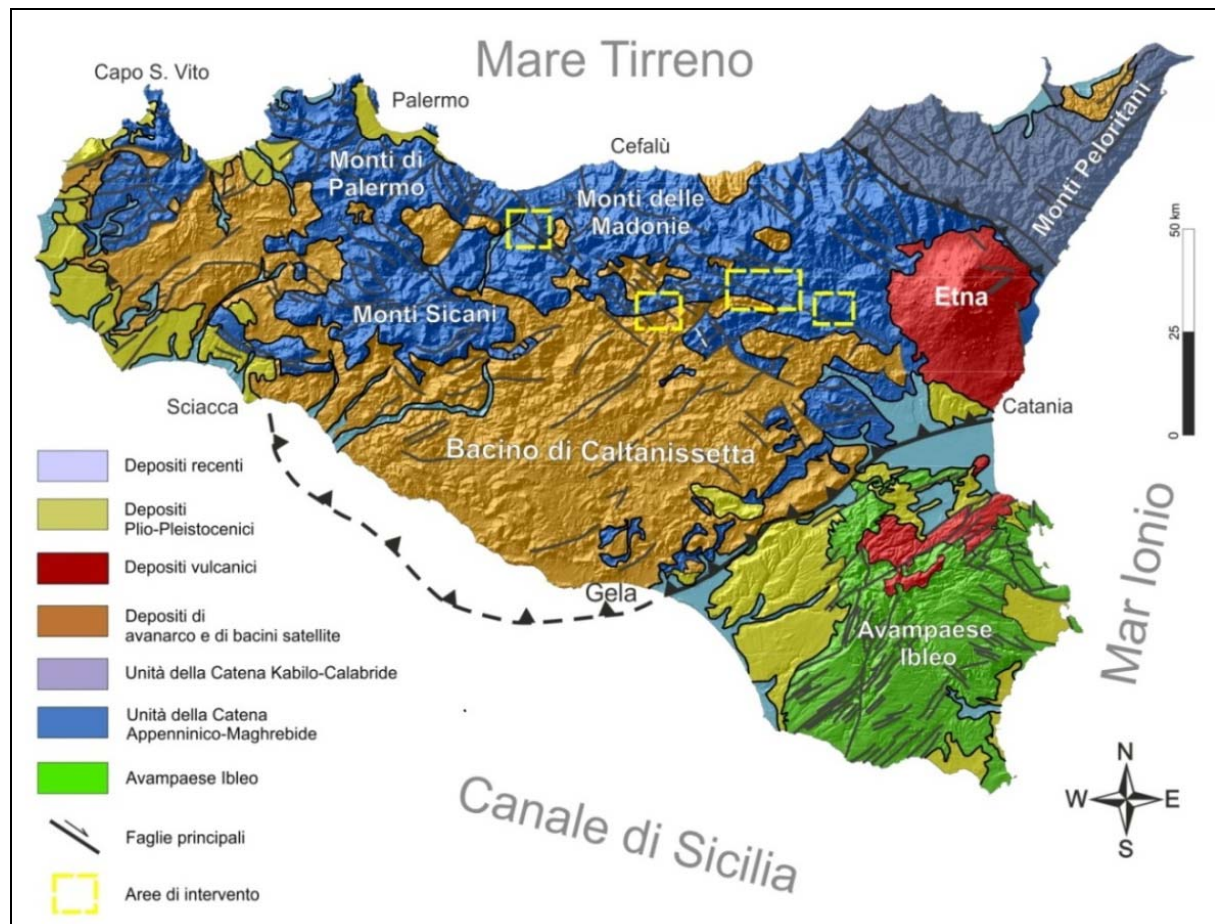 Mare Tirreno
Capo S. Vito
Palermo
Cefalù
Monti di
Palermo
Monti delle
Madonie
Monti Peloritani
50 km
25
0
Etna
Monti Sicani
Sciacca
Catania
Bacino di Caltanissetta
Gela
Avampaese
Ibleo
Mar Ionio
Canale di Sicilia
N
W
E
S
Depositi recenti
Depositi
Plio-Pleistocenici
Depositi vulcanici
Depositi di
avanarco e di bacini satellite
Unità della Catena Kabilo-Calabride
Unità della Catena
Appenninico-Maghrebide
Avampaese Ibleo
Faglie principali
Aree di intervento